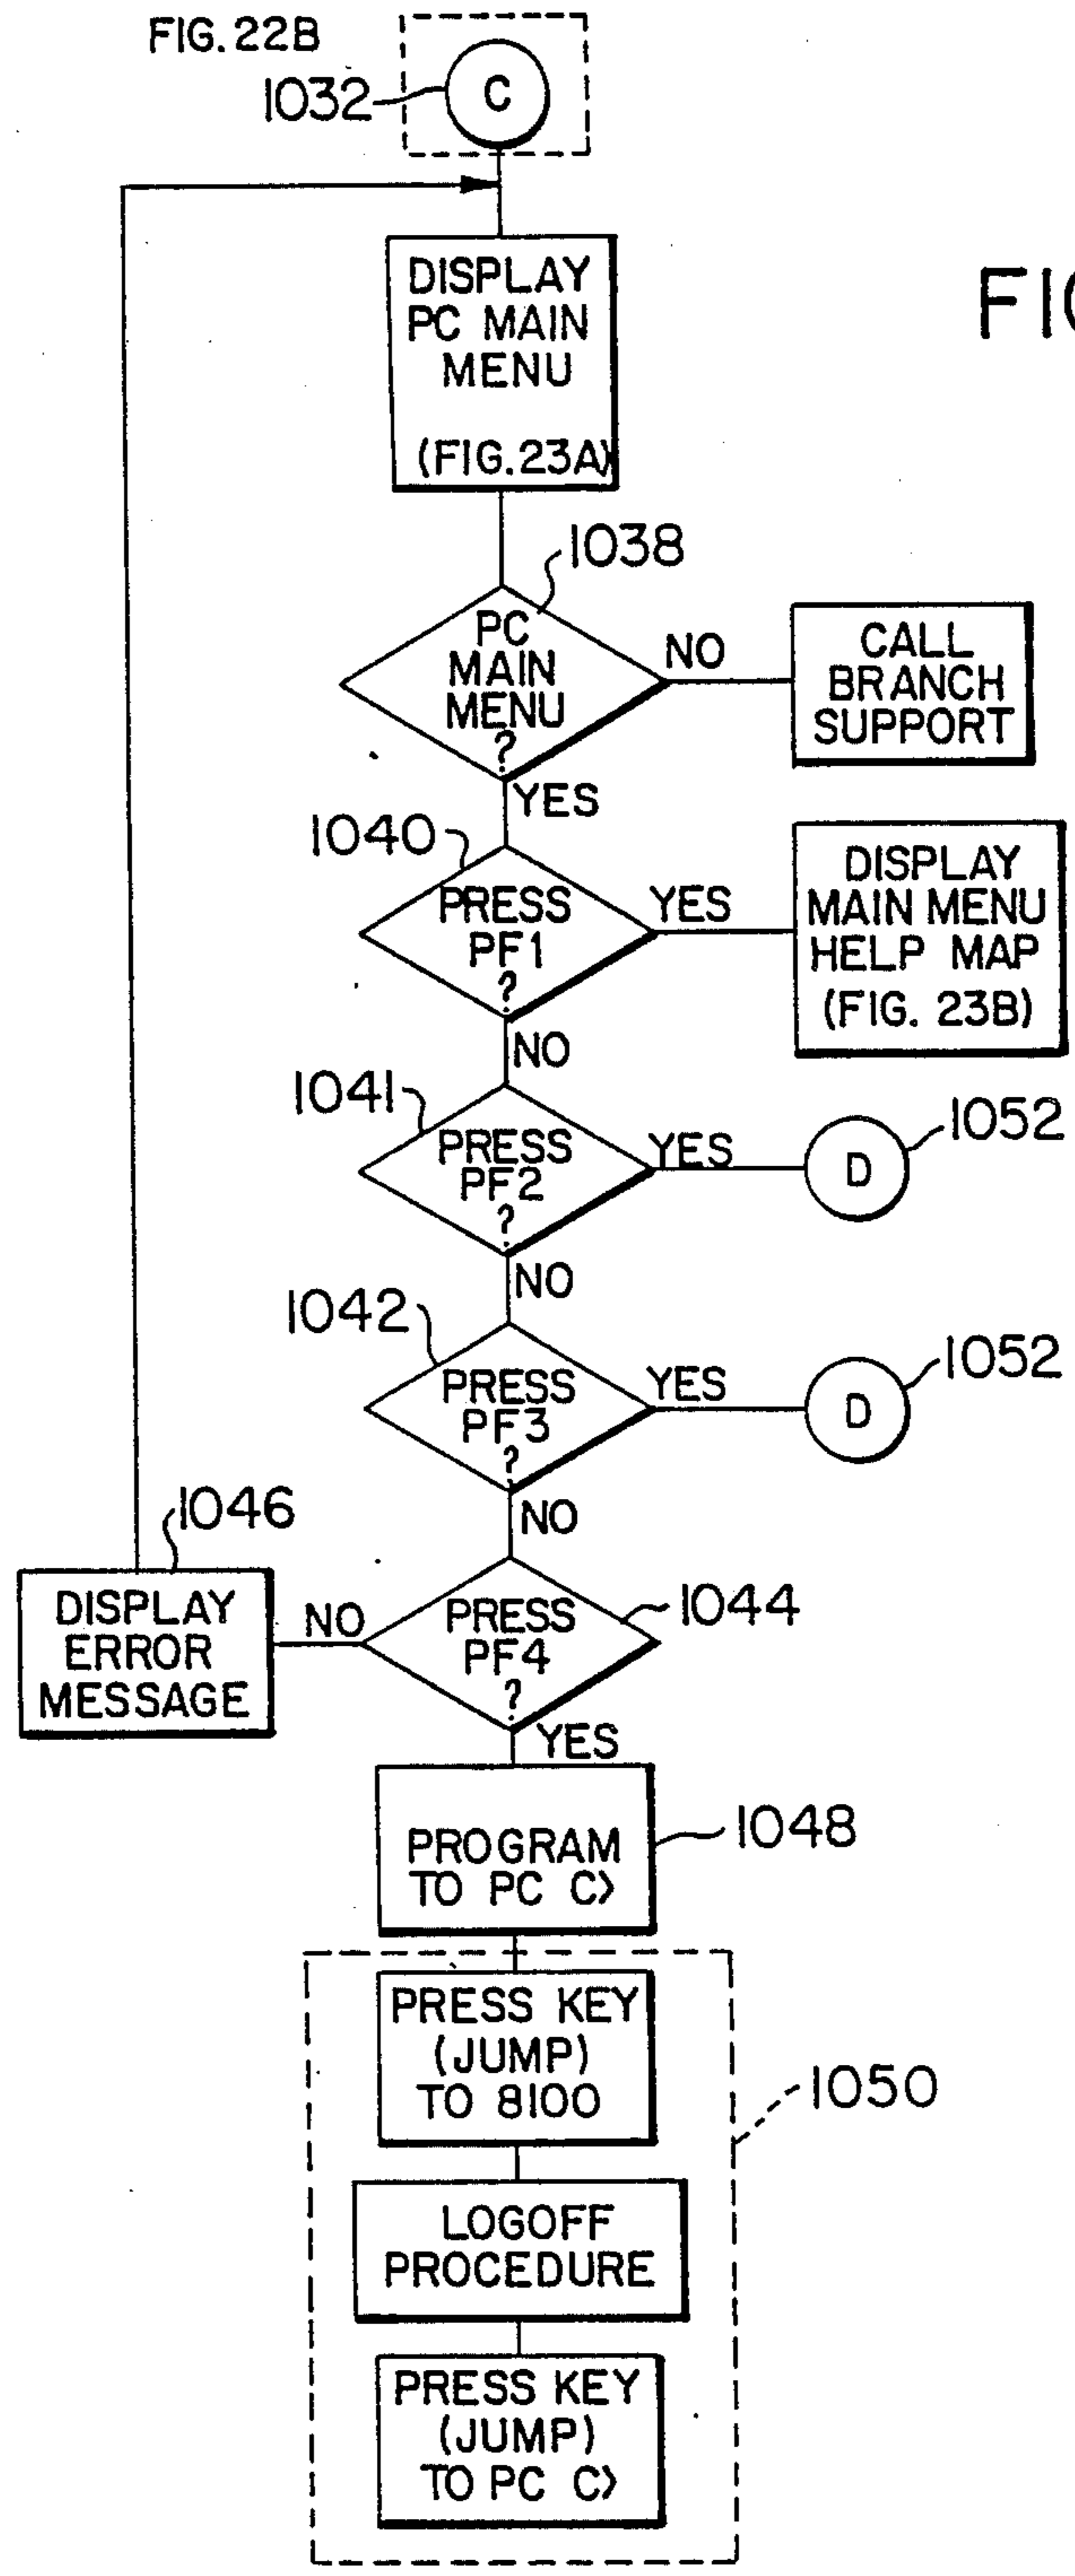 FIG. 22B
1032
C
DISPLAY
PC MAIN
MENU
(FIG. 23A)
FI
1038
PC
MAIN
MENU
?
NO
CALL
BRANCH
SUPPORT
YES
1040
PRESS
PF1
?
YES
DISPLAY
MAIN MENU
HELP MAP
(FIG. 23B)
NO
1041
PRESS
PF2
?
YES
D
1052
NO
1042
PRESS
PF3
?
YES
D
1052
NO
1046
DISPLAY
ERROR
MESSAGE
NO
PRESS
PF4
?
1044
YES
PROGRAM
TO PC C>
1048
PRESS KEY
(JUMP)
TO 8100
1050
LOGOFF
PROCEDURE
PRESS KEY
(JUMP)
TO PC C>